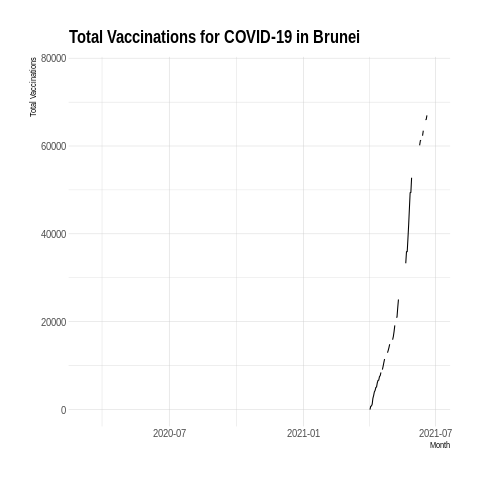 Total Vaccinations for COVID-19 in Brunei
Total Vaccinations
80000
60000
40000
20000
0
2020-07
2021-01
2021-07
Month